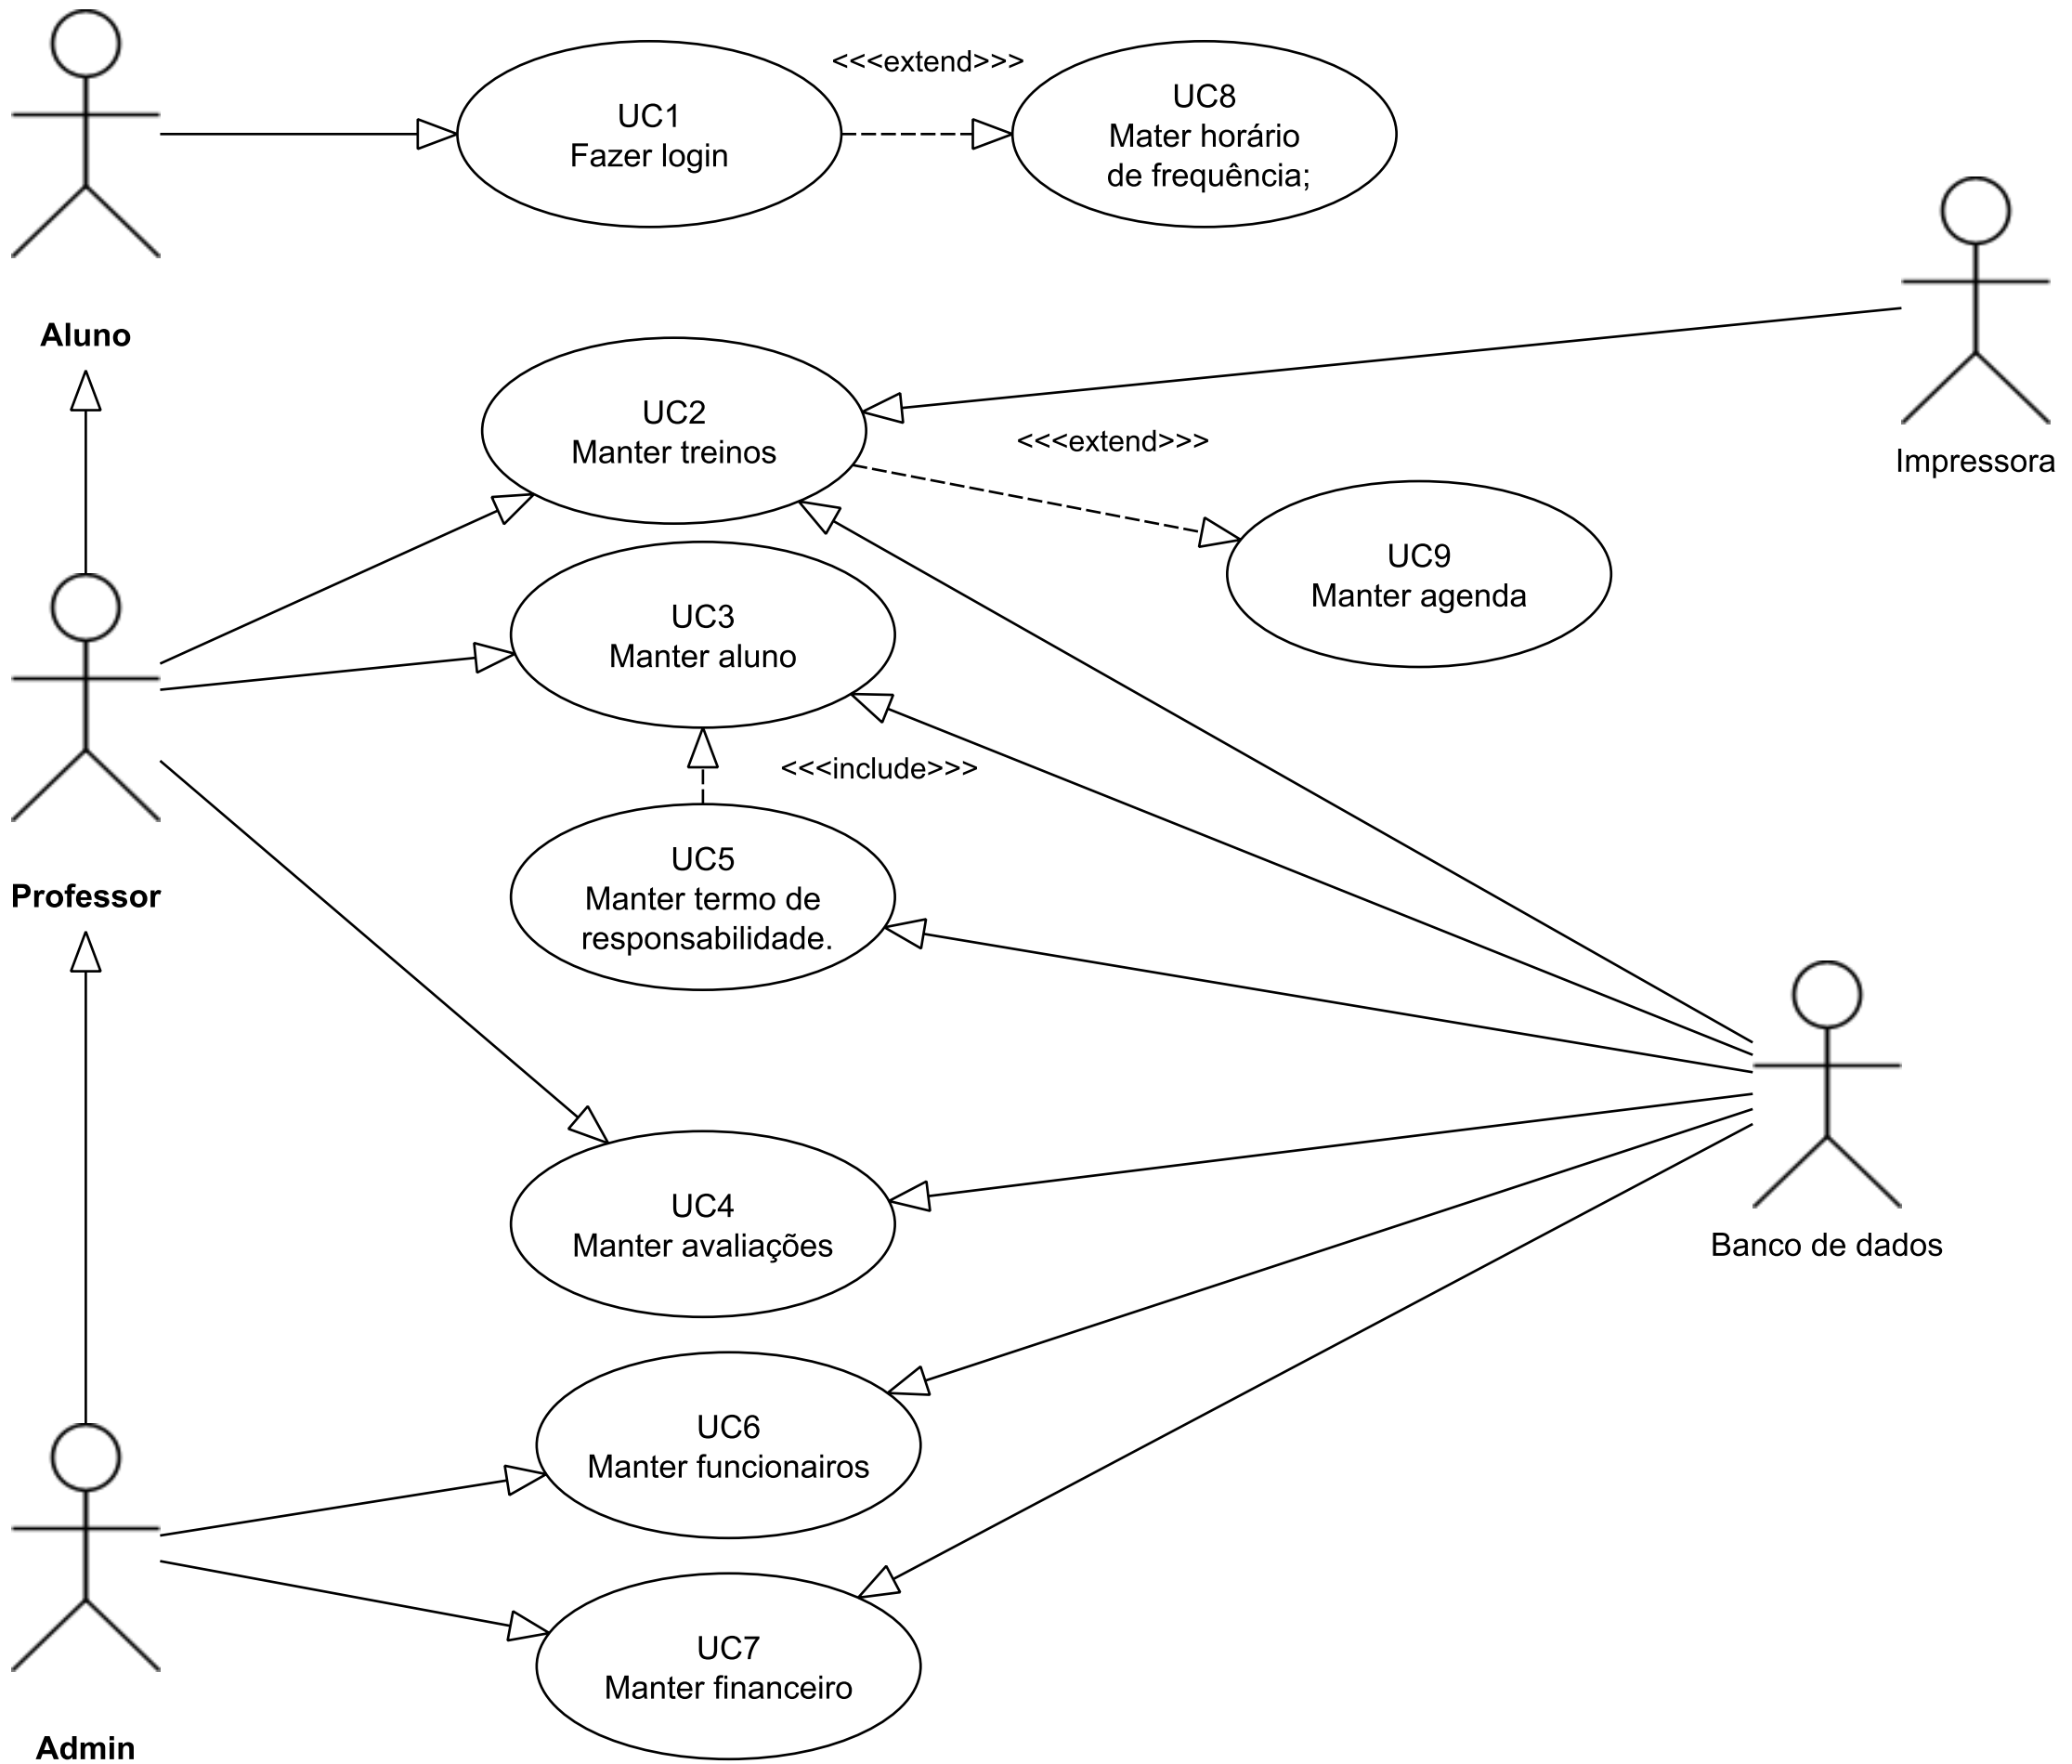 <<<extend>>>
UC1
Fazer login
UC8
Mater horário
de frequência;
Aluno
UC2
Manter treinos
<<<extend>>>
Impressora
UC9
Manter agenda
UC3
Manter aluno
<<<include>>>
UC5
Manter termo de
responsabilidade.
Professor
UC4
Manter avaliações
Banco de dados
UC6
Manter funcionairos
UC7
Manter financeiro
Admin